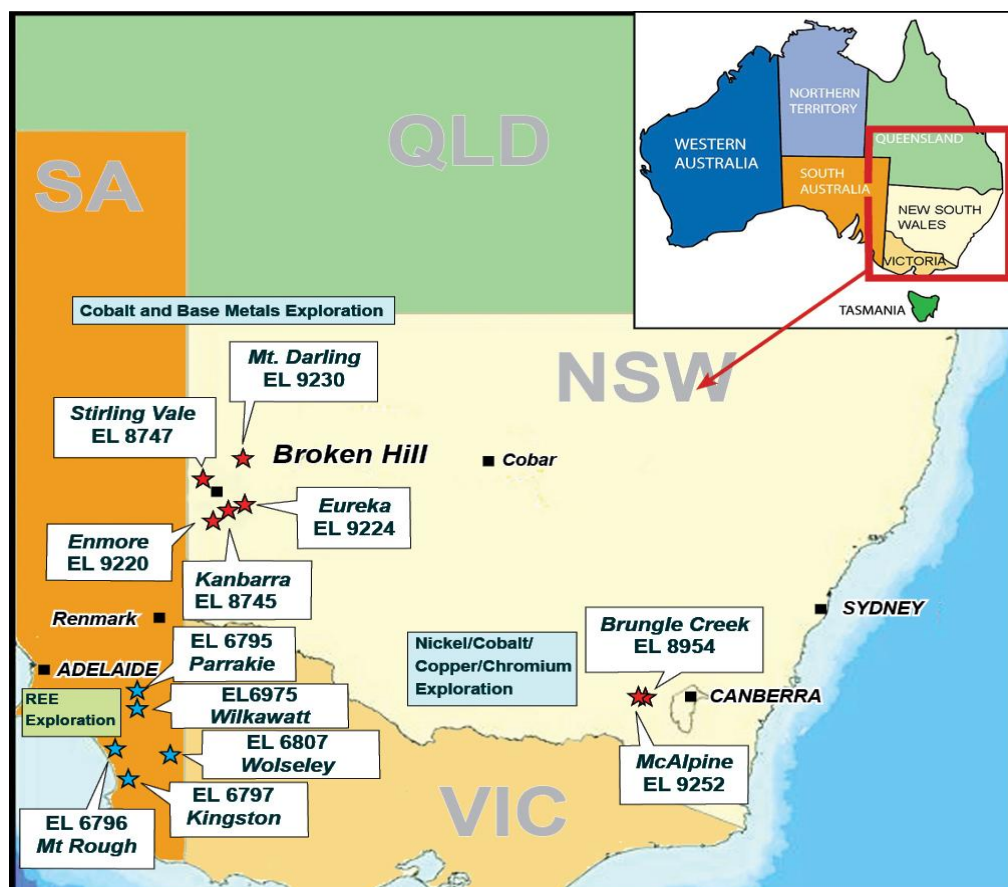 NORTHERN
TERRITORY
WESTERN
AUSTRALIA
QUEENSLAND
SOUTH
AUSTRALIA
NEW SOUTH
WALES
VICTORIA
TASMANIA
QLD
SA
NSW
Cobalt and Base Metals Exploration
Mt. Darling
EL 9230
Stirling Vale
EL 8747
Broken Hill
Cobar
Eureka
EL 9224
Enmore
EL 9220
Kanbarra
EL 8745
Renmark
SYDNEY
Brungle Creek
EL 8954
EL 6795
Parrakie
Nickel/Cobalt/
Copper/Chromium
Exploration
ADELAIDE
REE
Exploration
EL6975
Wilkawatt
CANBERRA
EL 6807
Wolseley
McAlpine
EL 9252
EL 6797
Kingston
EL 6796
Mt Rough
VIC